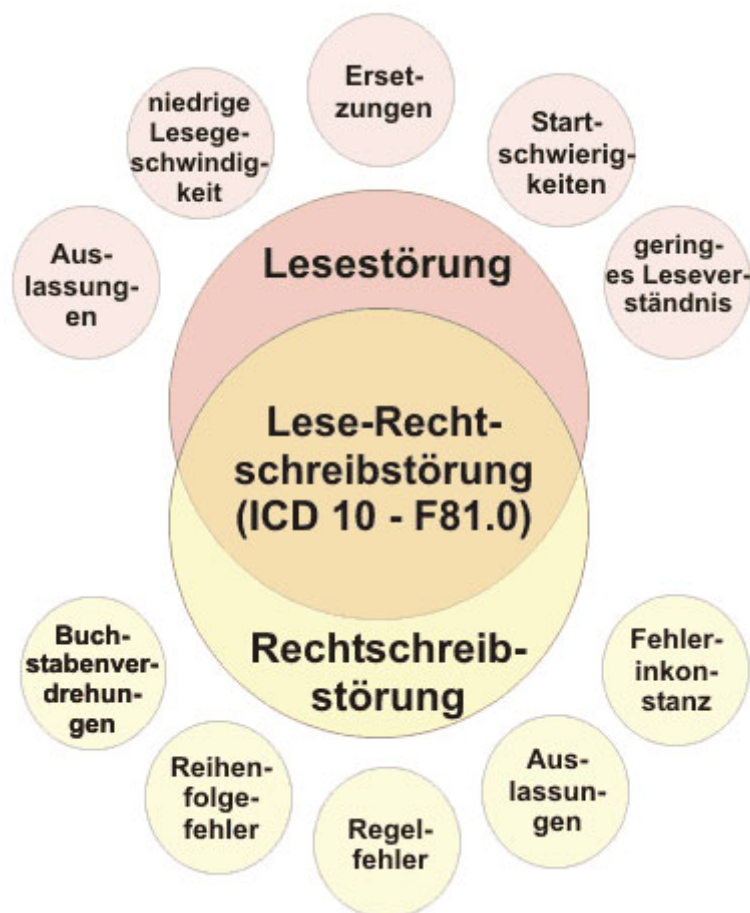 Erset-
zungen
niedrige
Lesege-
schwindig-
keit
Start-
schwierig-
keiten
Aus-
lassung-
en
gering-
es Lesever-
ständnis
Lesestörung
Lese-Recht-
schreibstörung
(ICD 10 - F81.0)
Rechtschreib-
störung
Buch-
stabenver-
drehun-
gen
Fehler-
inkon-
stanz
Reihen-
folge-
fehler
Aus-
lassun-
gen
Regel-
fehler